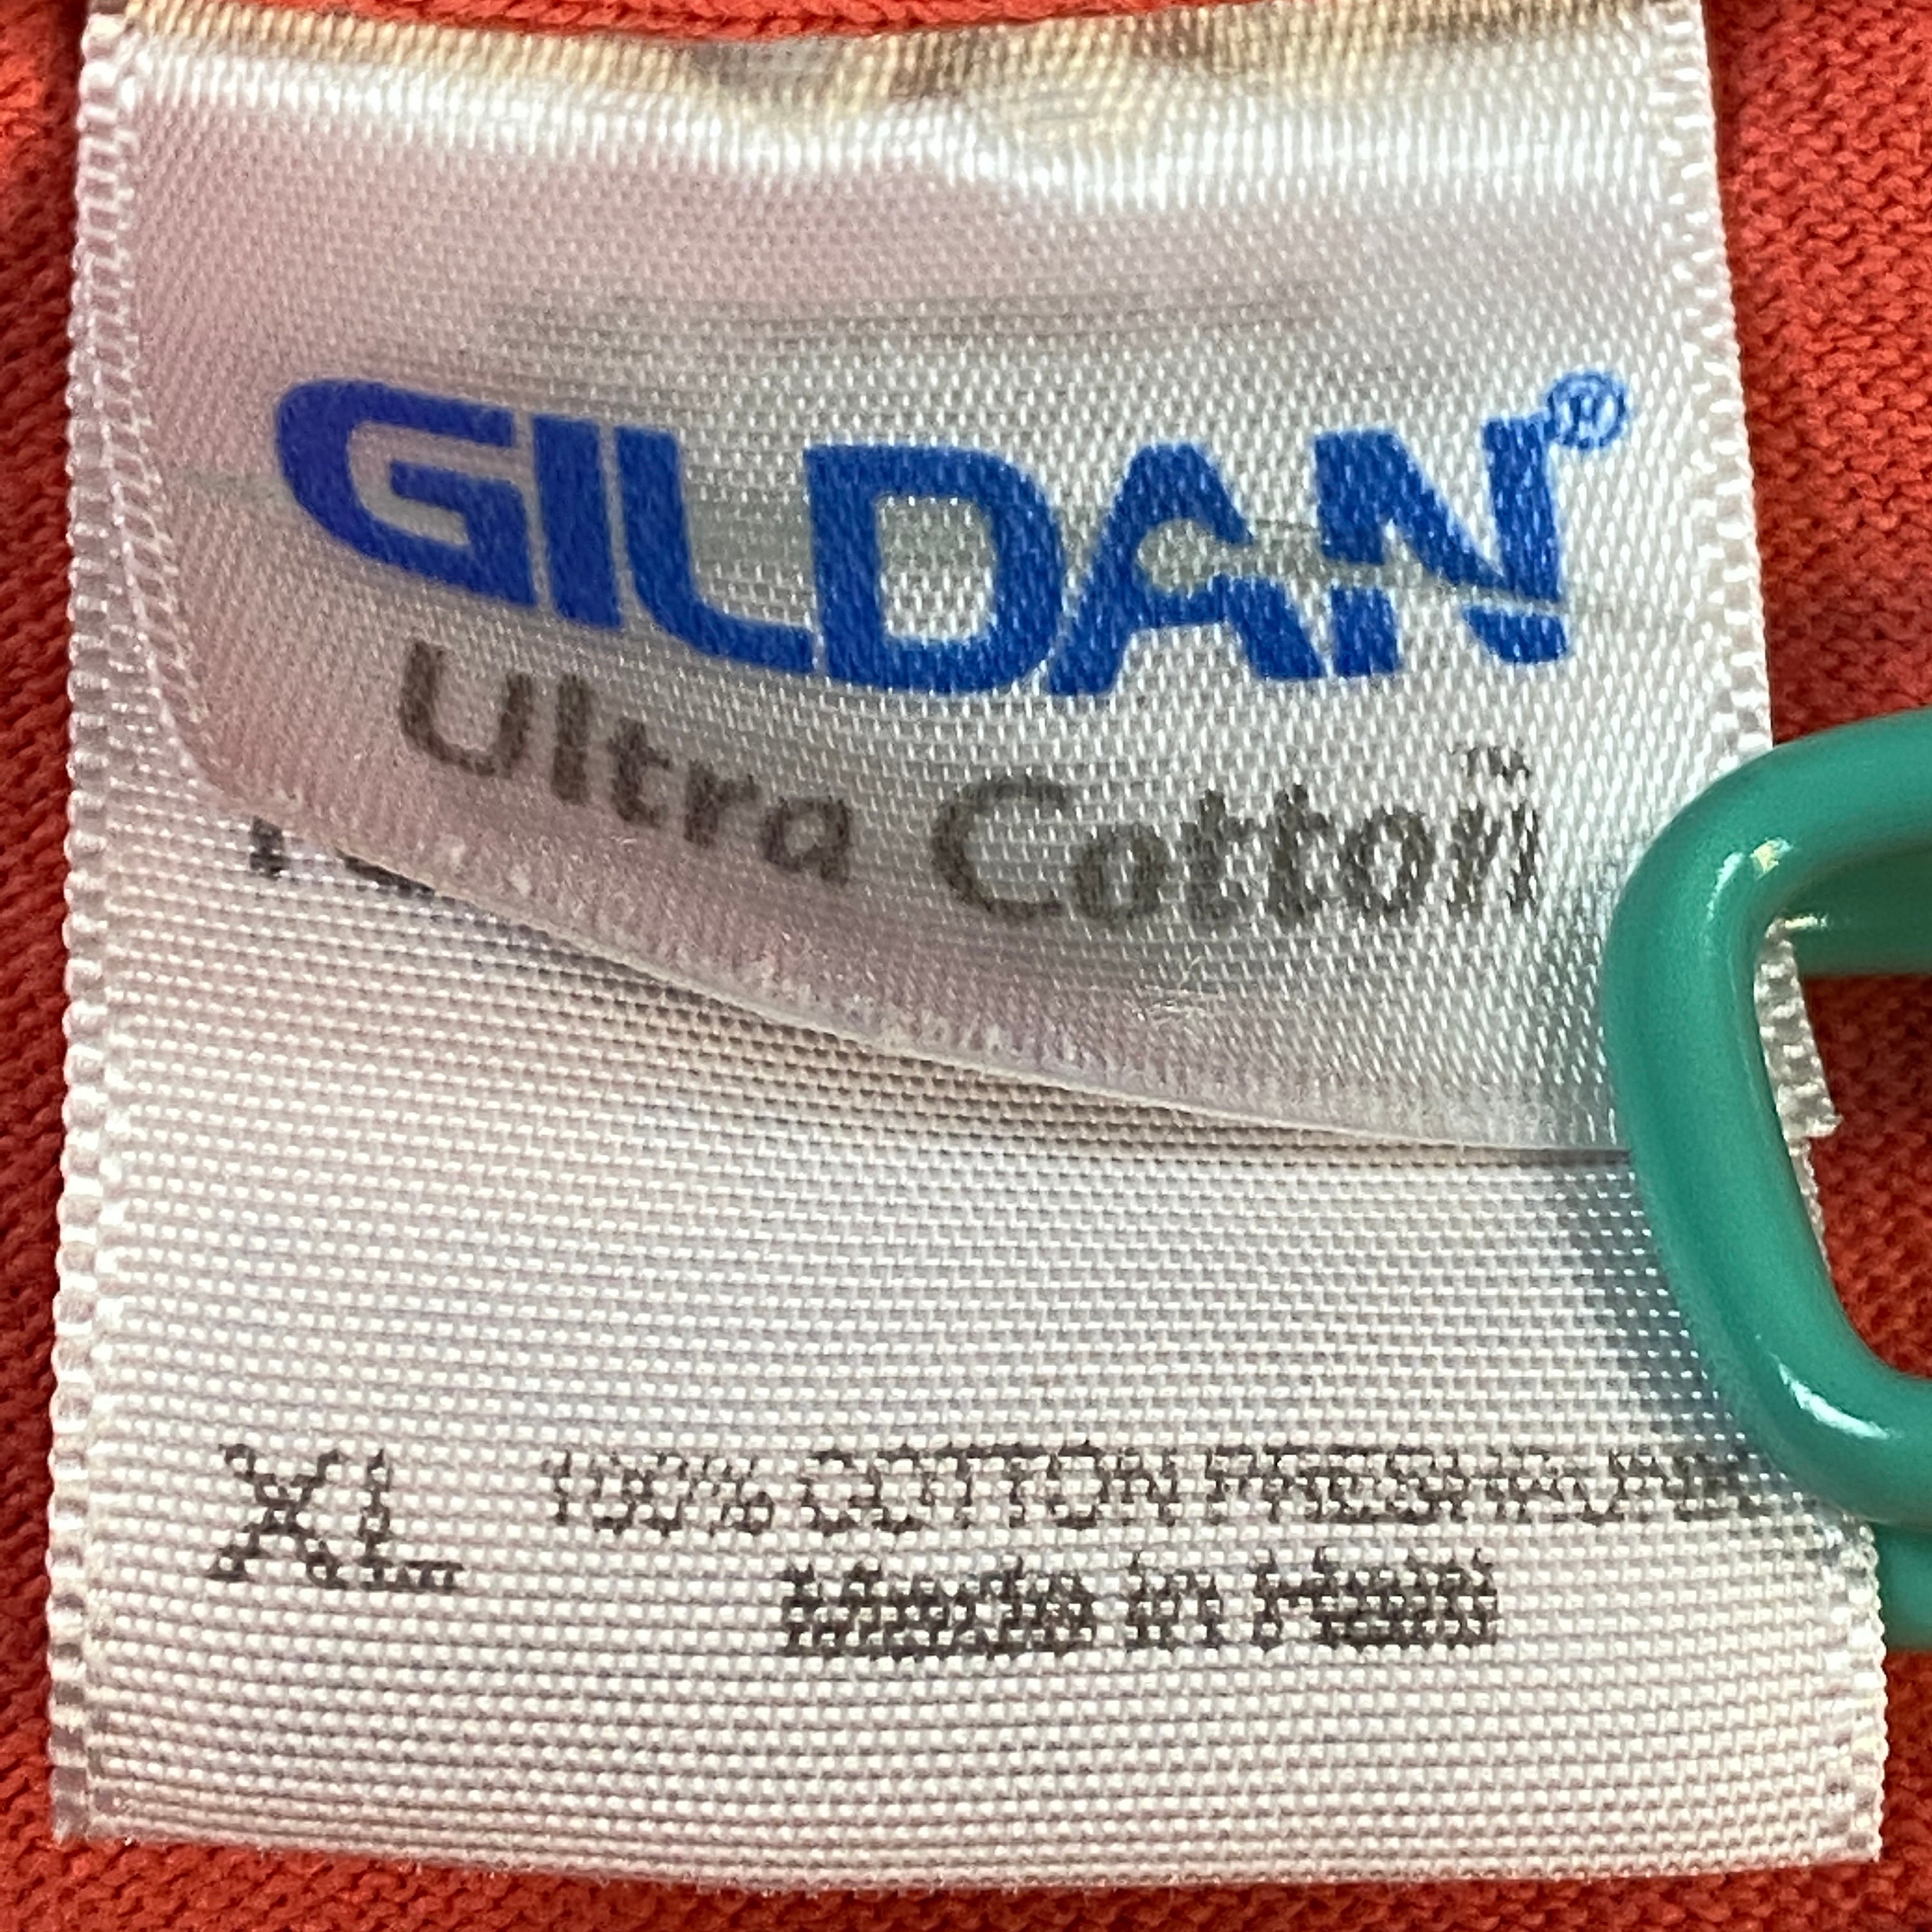 GILDAN®
Ultra Cotton™
XL 100% COTTON PRESHRUNK
Made in Haiti